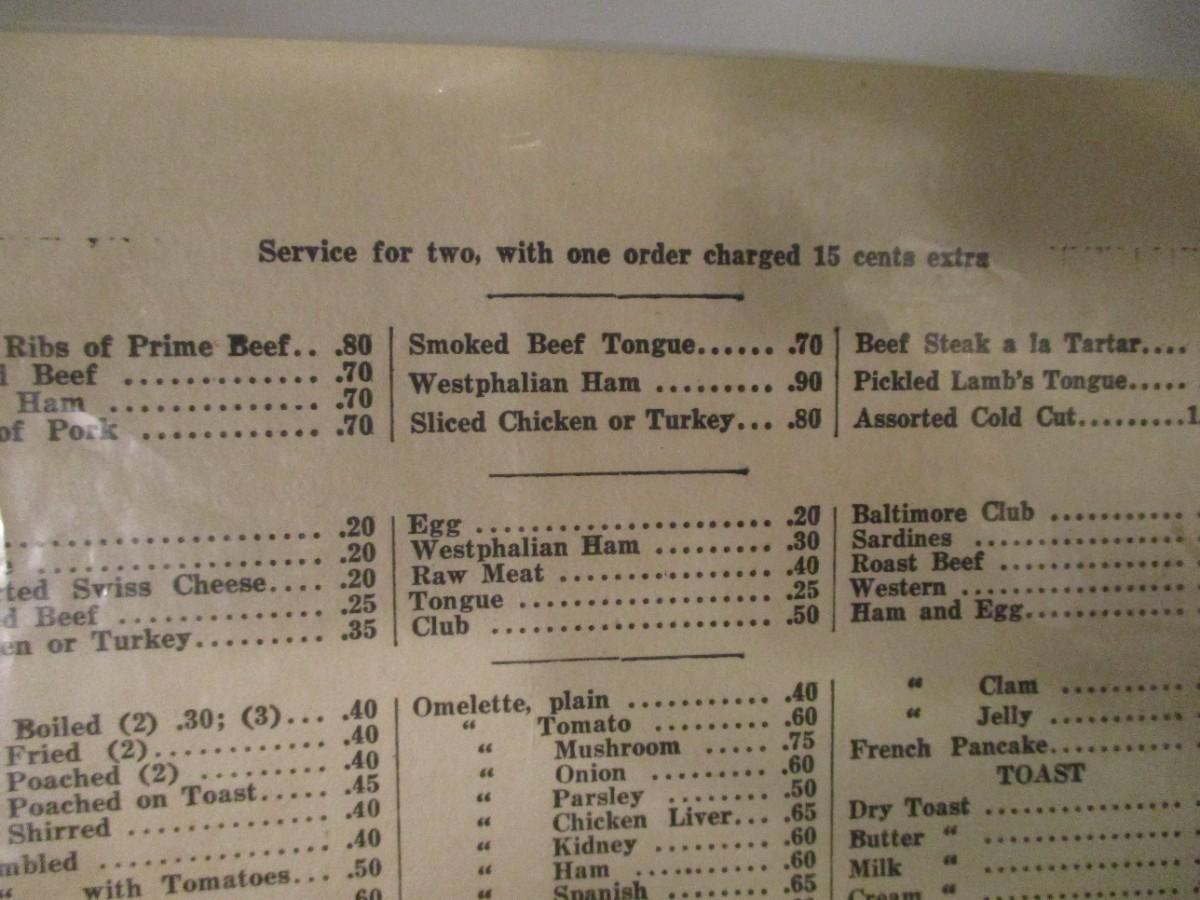 Service for two, with one order charged 15 cents extra
Ribs of Prime Beef.. .80
Beef ............. .70
Ham .............. .70
of Pork ............ .70
Smoked Beef Tongue...... .70
Westphalian Ham ......... .90
Sliced Chicken or Turkey... .80
Beef Steak a la Tartar....
Pickled Lamb's Tongue.....
Assorted Cold Cut.........1.
.20
.20
Swiss Cheese.... .20
Beef ............... .25
or Turkey......... .35
Egg ...................... .20
Westphalian Ham ......... .30
Raw Meat ................ .40
Tongue ................... .25
Club ..................... .50
Baltimore Club ...........
Sardines ..................
Roast Beef ................
Western ...................
Ham and Egg..............
Boiled (2) .30; (3)... .40
Fried (2)............ .40
Poached (2) ......... .40
Poached on Toast..... .45
Shirred ............. .40
................ .40
" with Tomatoes... .50
.60
Omelette, plain ........... .40
" Tomato ......... .60
" Mushroom ..... .75
" Onion ......... .60
" Parsley ........ .50
" Chicken Liver... .65
" Kidney ......... .60
" Ham ........... .60
" Spanish ........ .65
" Clam ..........
" Jelly ...........
French Pancake...........
TOAST
Dry Toast .................
Butter " .................
Milk " .................
Cream " .................